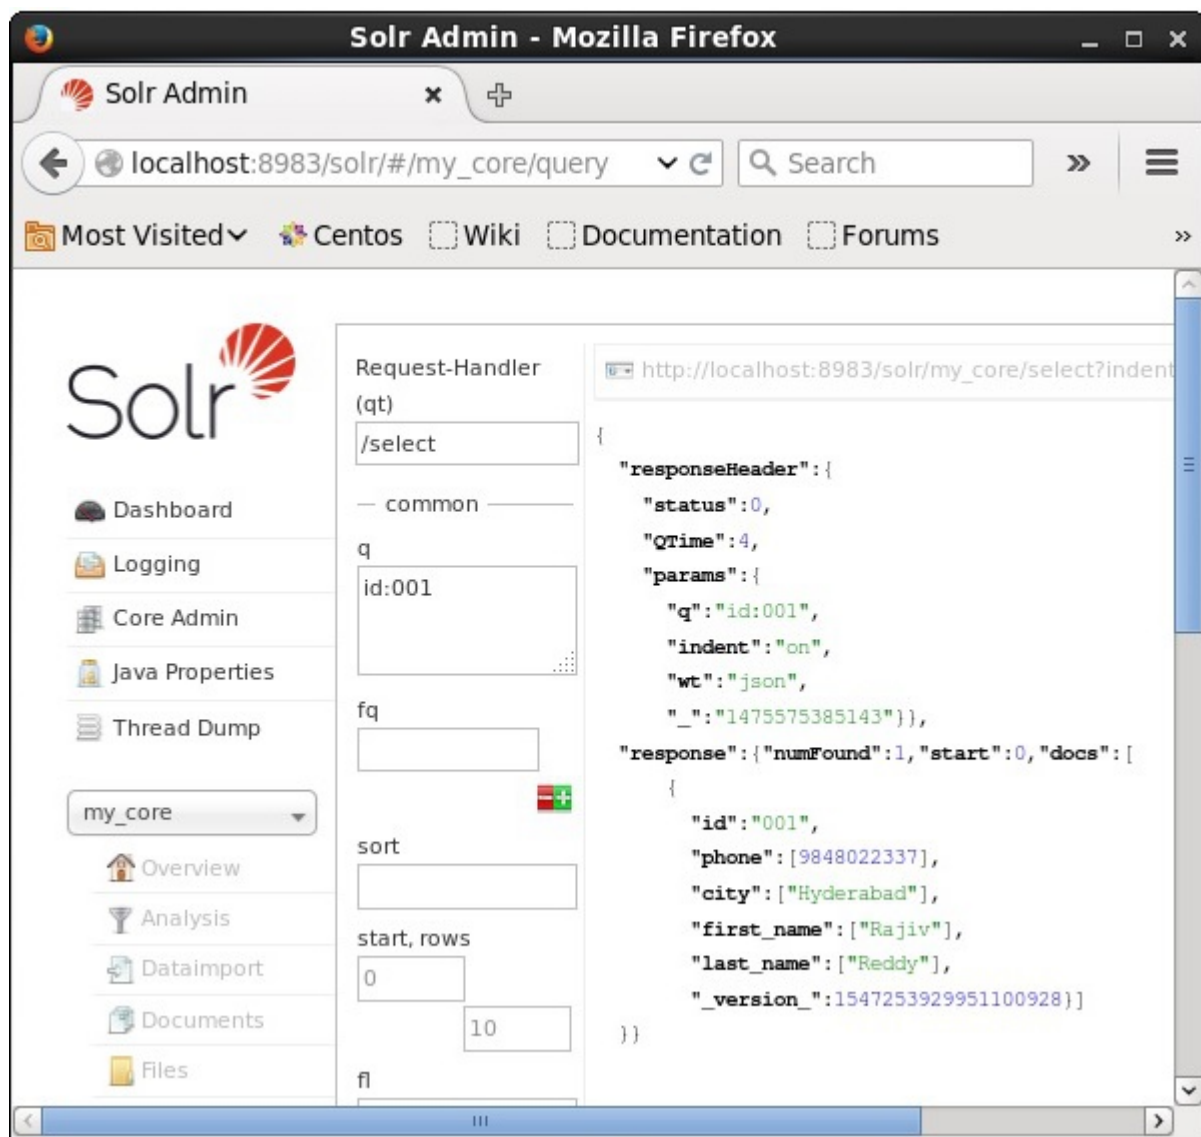 Solr Admin - Mozilla Firefox
Solr Admin
localhost:8983/solr/#/my_core/query
Search
Most Visited
Centos
Wiki
Documentation
Forums
Solr
Dashboard
Logging
Core Admin
Java Properties
Thread Dump
my_core
Overview
Analysis
Dataimport
Documents
Files
Request-Handler
(qt)
/select
common
q
id:001
fq
sort
start, rows
0
10
fl
http://localhost:8983/solr/my_core/select?indent
{
"responseHeader":{
"status":0,
"QTime":4,
"params":{
"q":"id:001",
"indent":"on",
"wt":"json",
"_":"1475575385143"}},
"response":{"numFound":1,"start":0,"docs":[
{
"id":"001",
"phone":[9848022337],
"city":["Hyderabad"],
"first_name":["Rajiv"],
"last_name":["Reddy"],
"_version_":1547253929951100928}]
}}